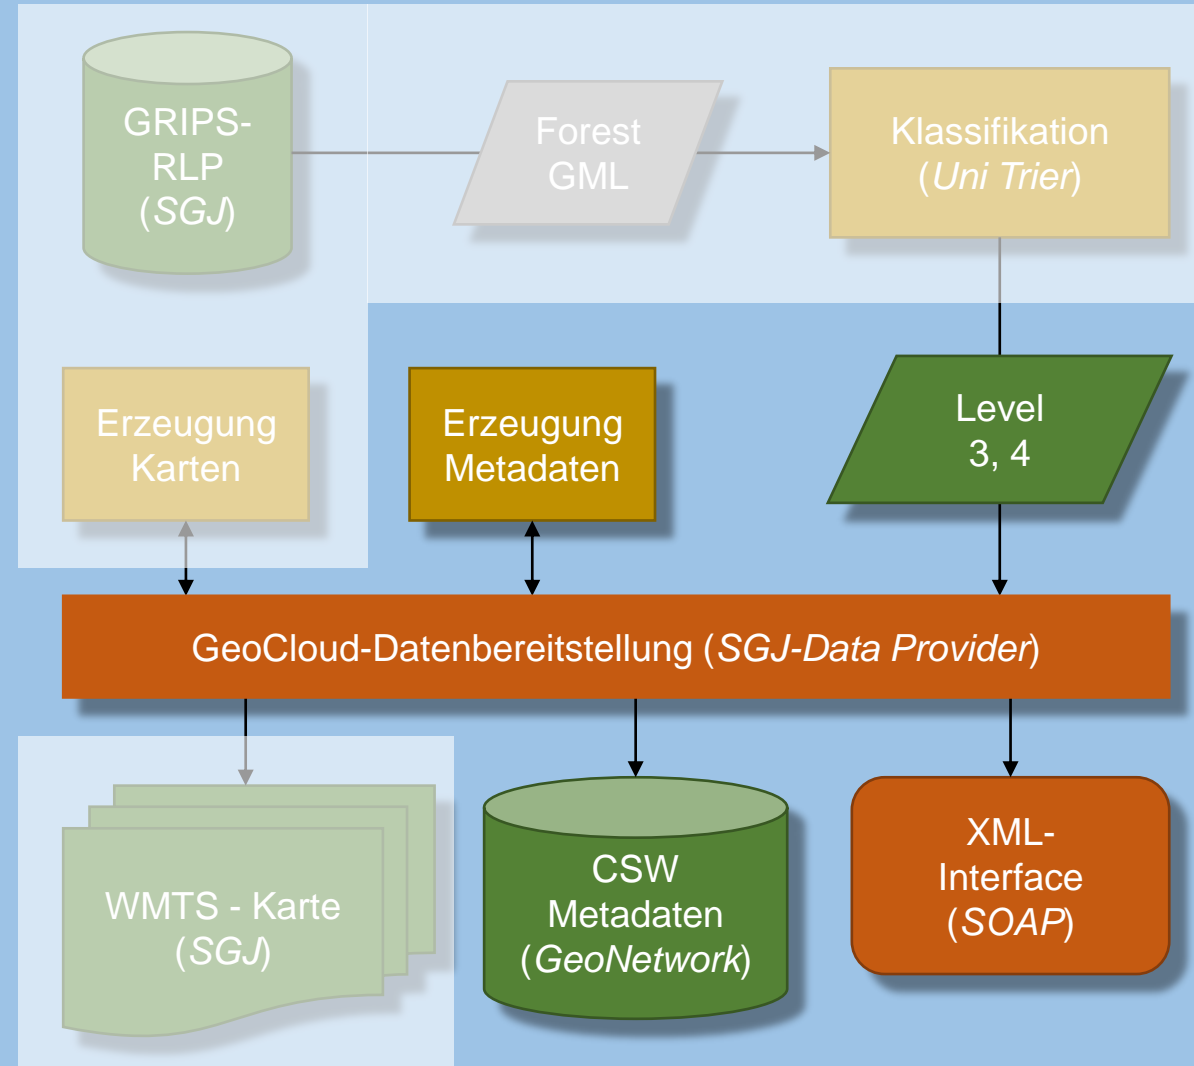 GRIPS-
RLP
(SGJ)
Forest
GML
Klassifikation
(Uni Trier)
Erzeugung
Karten
Erzeugung
Metadaten
Level
3, 4
GeoCloud-Datenbereitstellung (SGJ-Data Provider)
WMTS - Karte
(SGJ)
CSW
Metadaten
(GeoNetwork)
XML-
Interface
(SOAP)